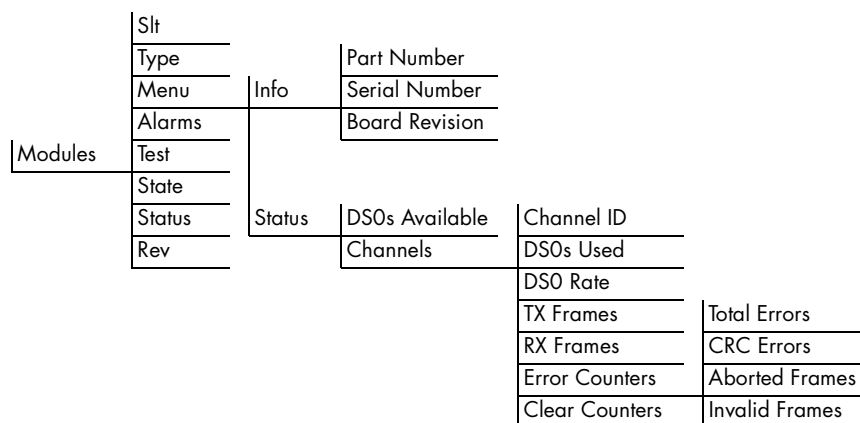 Slt
Type
Part Number
Menu
Info
Serial Number
Alarms
Board Revision
Modules
Test
State
Status
Status
DS0s Available
Channel ID
Rev
Channels
DS0s Used
DS0 Rate
TX Frames
Total Errors
RX Frames
CRC Errors
Error Counters
Aborted Frames
Clear Counters
Invalid Frames